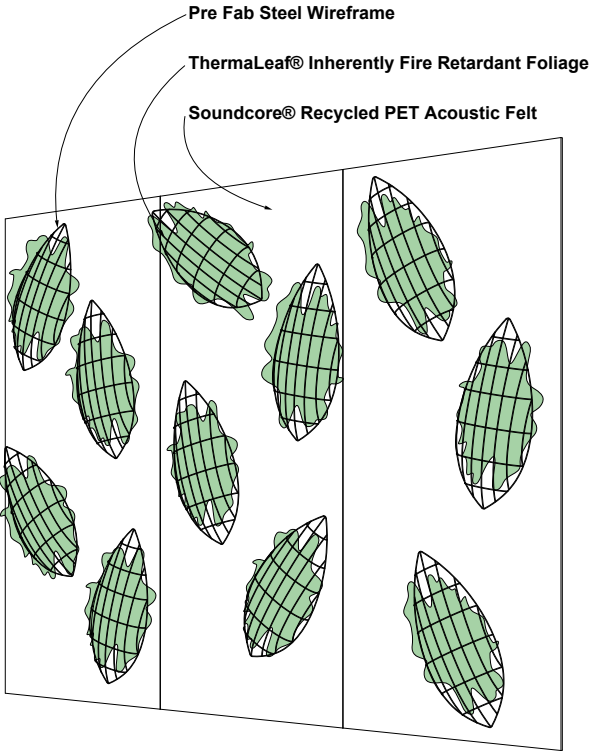 Pre Fab Steel Wireframe
ThermaLeaf® Inherently Fire Retardant Foliage
Soundcore® Recycled PET Acoustic Felt